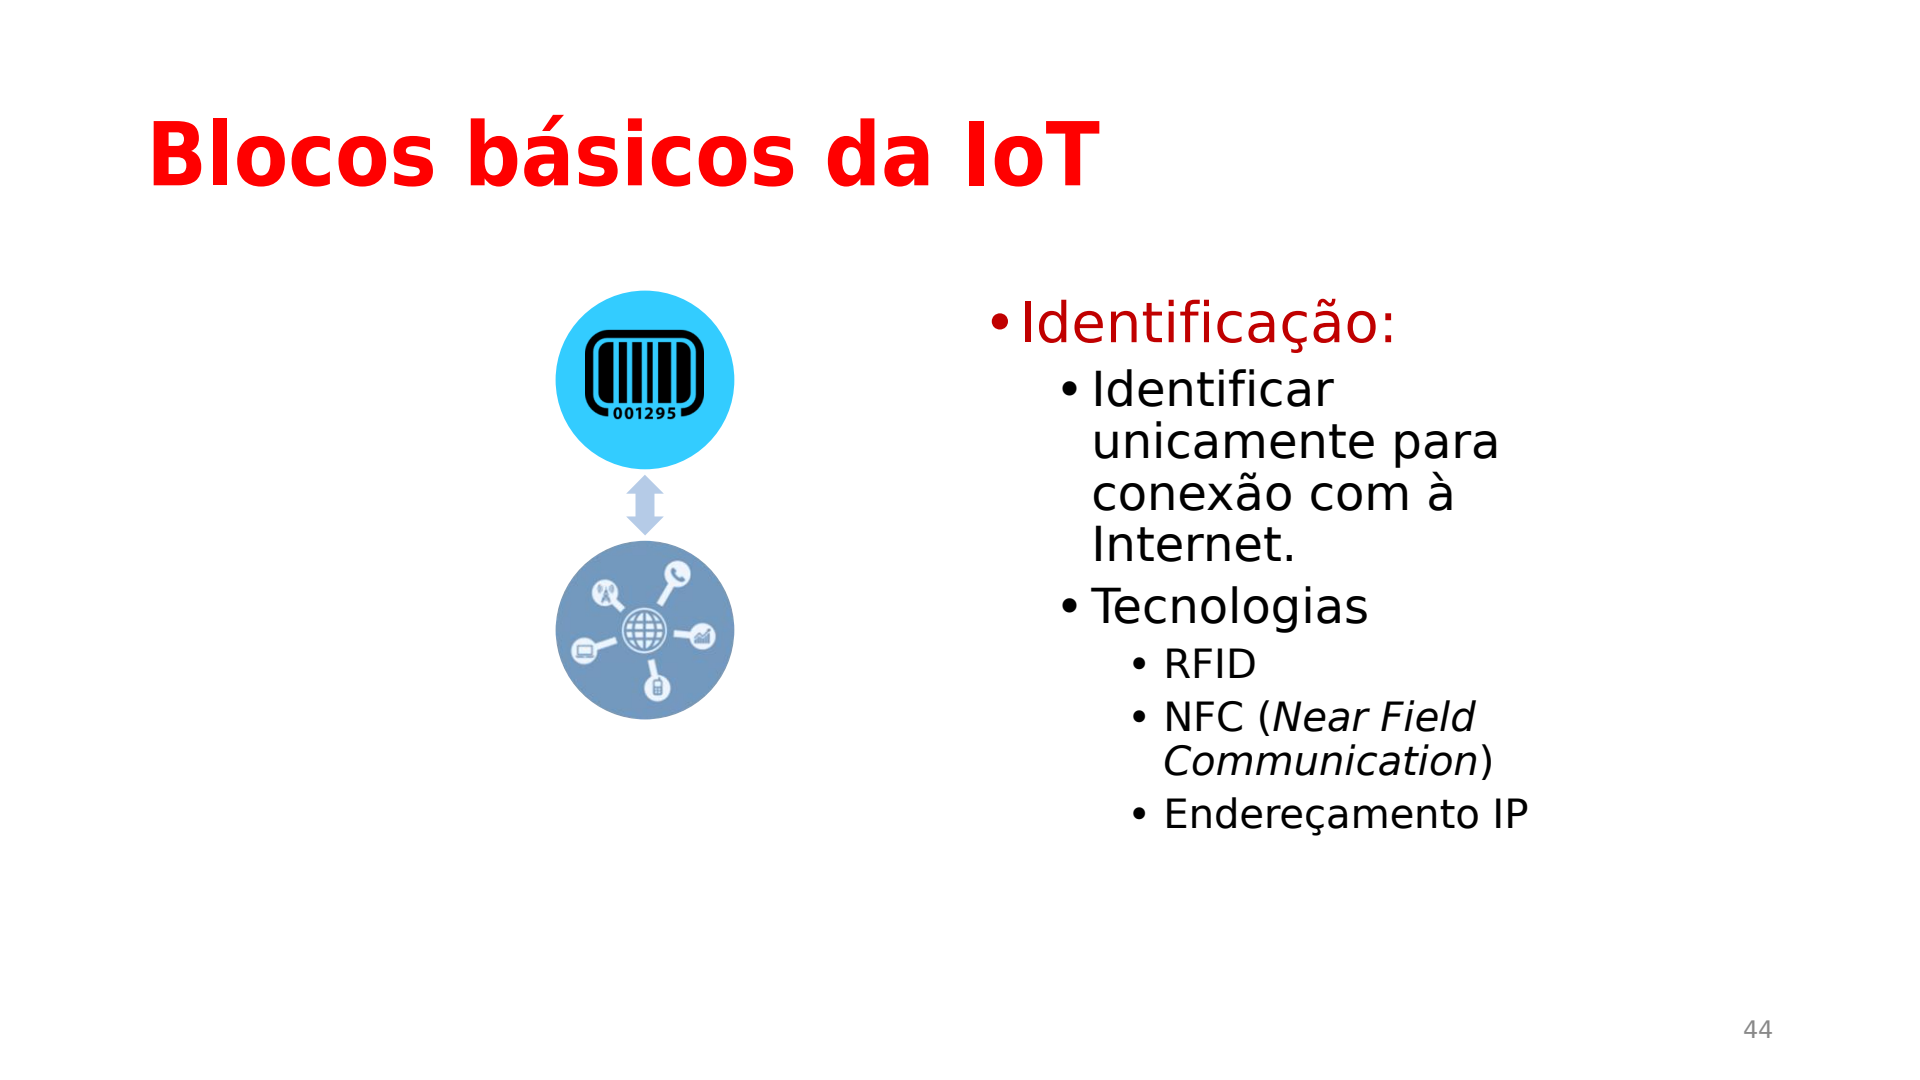 Blocos básicos da IoT
001295
• Identificação:
• Identificar
unicamente para
conexão com à
Internet.
• Tecnologias
• RFID
• NFC (Near Field
Communication)
• Endereçamento IP
44